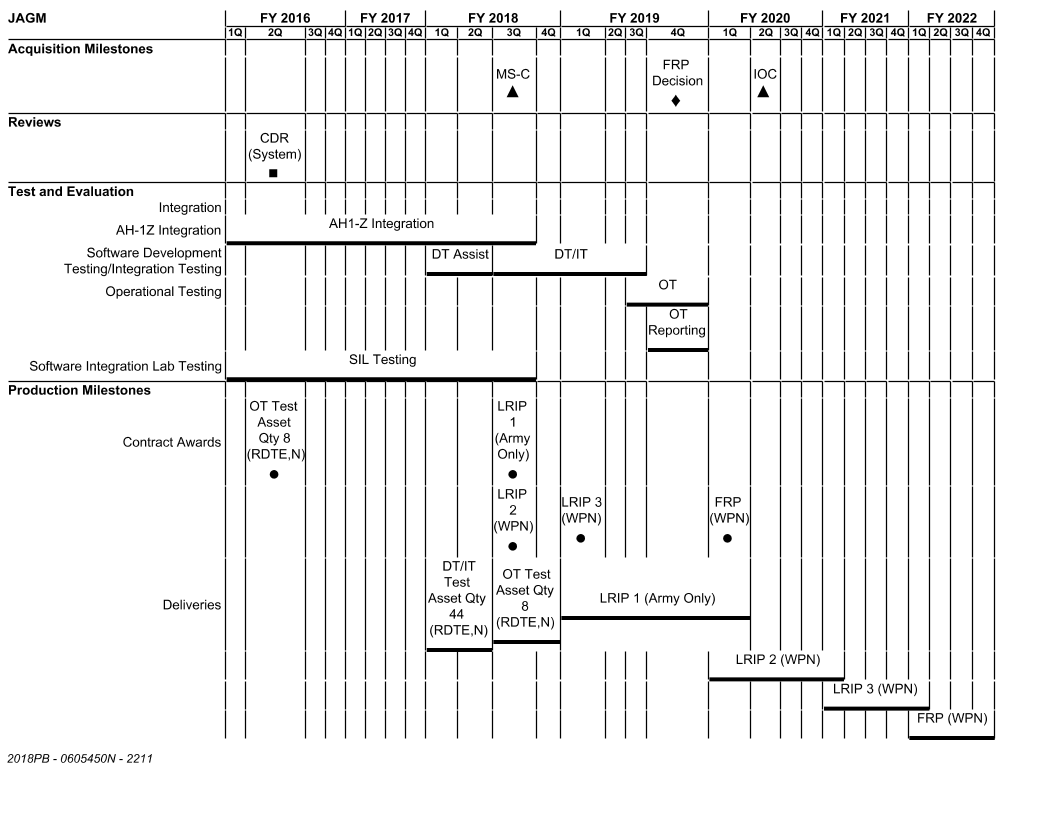 JAGM FY 2016 FY 2017 FY 2018 FY 2019 FY 2020 FY 2021 FY 2022
1Q 2Q 3Q 4Q 1Q 2Q 3Q 4Q 1Q 2Q 3Q 4Q 1Q 2Q 3Q 4Q 1Q 2Q 3Q 4Q 1Q 2Q 3Q 4Q 1Q 2Q 3Q 4Q
Acquisition Milestones
MS-C
FRP
Decision
IOC
Reviews
CDR
(System)
Test and Evaluation
Integration
AH-1Z Integration
AH1-Z Integration
Software Development
Testing/Integration Testing
DT Assist
DT/IT
Operational Testing
OT
OT
Reporting
Software Integration Lab Testing
SIL Testing
Production Milestones
Contract Awards
OT Test
Asset
Qty 8
(RDTE,N)
LRIP
1
(Army
Only)
LRIP
2
(WPN)
LRIP 3
(WPN)
FRP
(WPN)
Deliveries
DT/IT
Test
Asset Qty
44
(RDTE,N)
OT Test
Asset Qty
8
(RDTE,N)
LRIP 1 (Army Only)
LRIP 2 (WPN)
LRIP 3 (WPN)
FRP (WPN)
2018PB - 0605450N - 2211